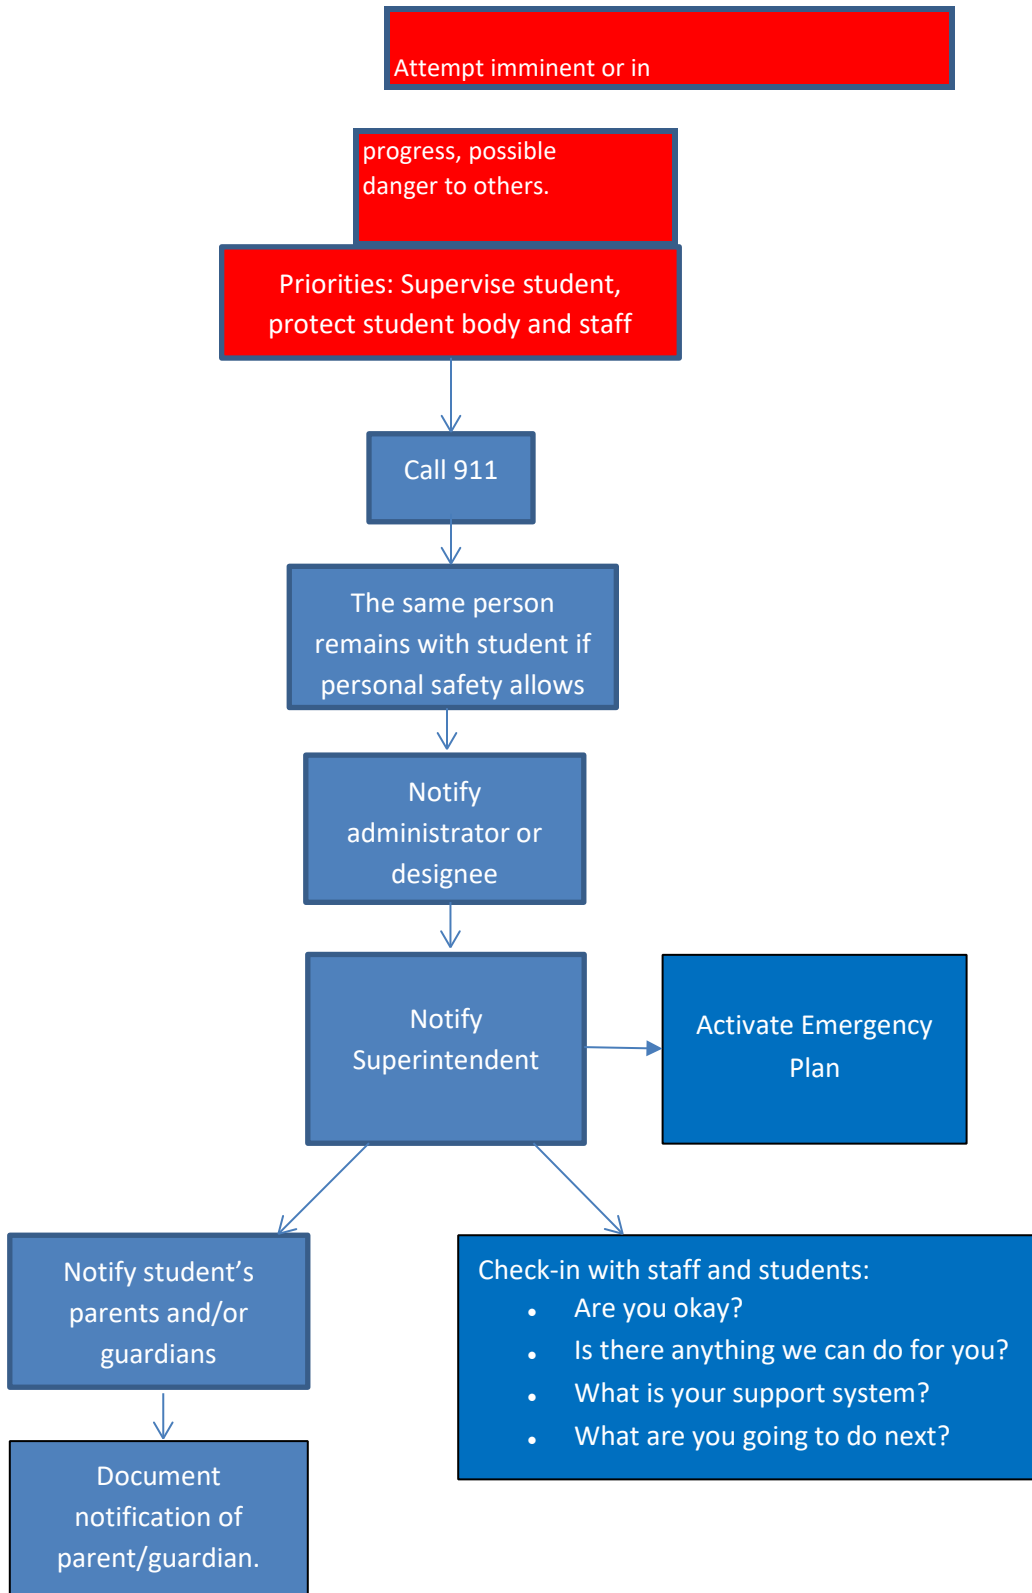 Attempt imminent or in
progress, possible
danger to others.
Priorities: Supervise student,
protect student body and staff
Call 911
The same person
remains with student if
personal safety allows
Notify
administrator or
designee
Notify
Superintendent
Activate Emergency
Plan
Notify student’s
parents and/or
guardians
Check-in with staff and students:
• Are you okay?
• Is there anything we can do for you?
• What is your support system?
• What are you going to do next?
Document
notification of
parent/guardian.